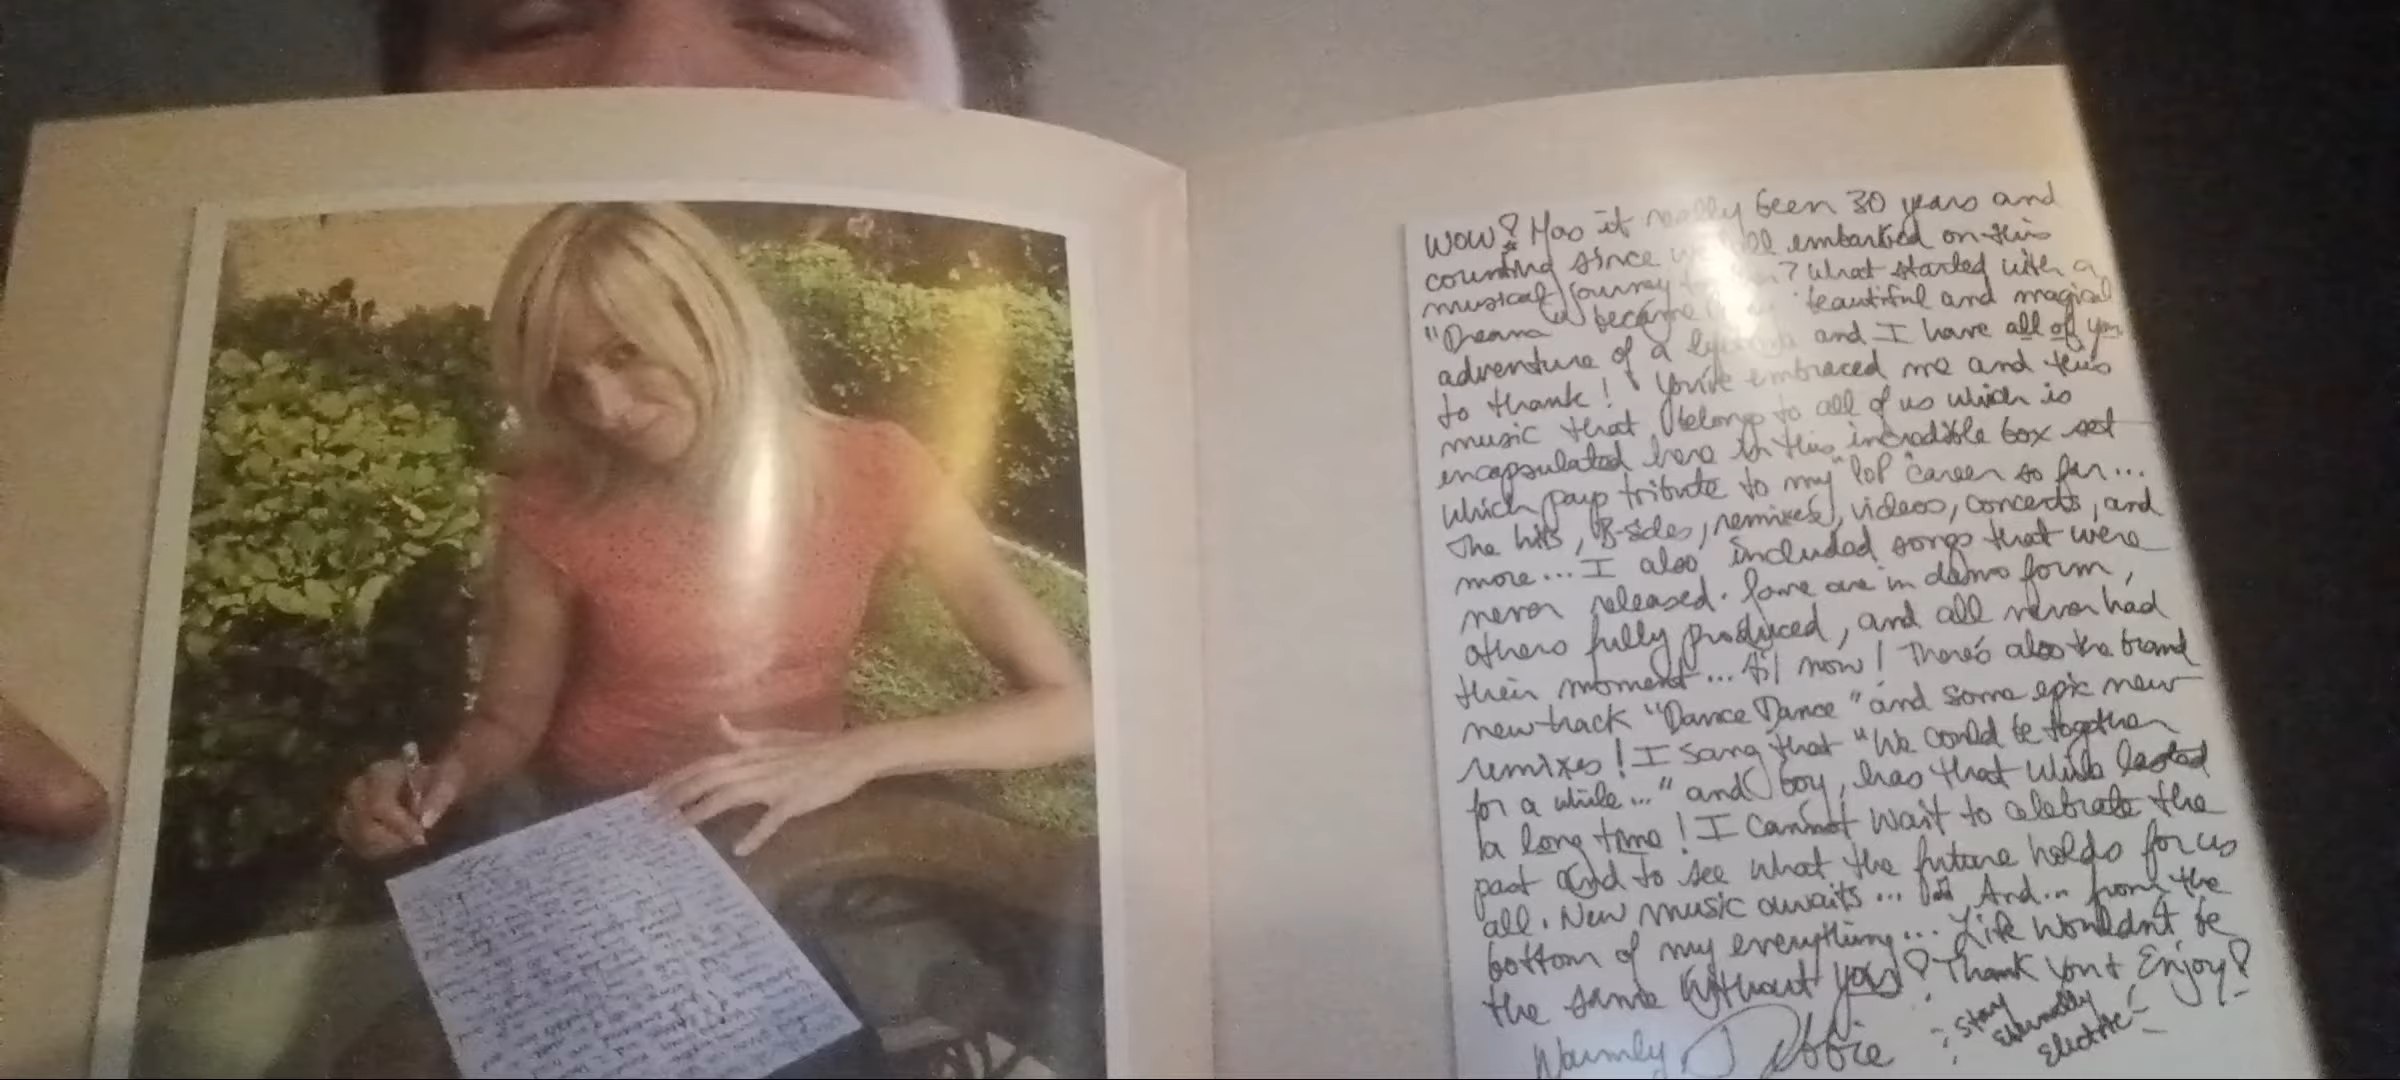 WOW! Has it really been 30 years and
counting since we all embarked on this
musical journey ? What started with a
"Dream" became beautiful and magical
adventure of a and I have all of you
to thank! You've embraced me and this
music that belongs to all of us which is
encapsulated here in this incredible box set
which pays tribute to my "Pop" career so far...
The hits, B-sides, remixes, videos, concerts, and
more... I also included songs that were
never released. Some are in demo form,
others fully produced, and all never had
their moment... til now! There's also the brand
new track "Dance Dance" and some epic new
remixes! I sang that "We could be together
for a while..." and boy, has that while lasted
a long time! I cannot wait to celebrate the
past and to see what the future holds for us
all. New music awaits... And... from the
bottom of my everything... Life wouldn't be
the same without you! Thank you + Enjoy!
Warmly Debbie
Stay
Eternally
Electric